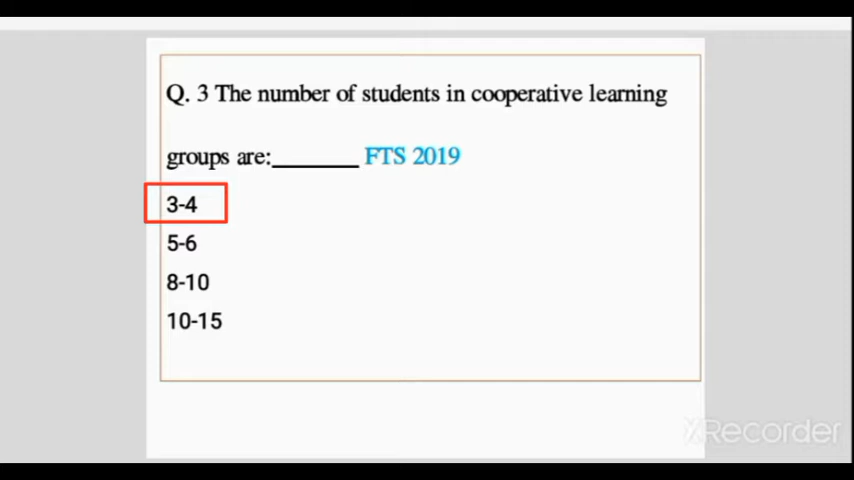 Q. 3 The number of students in cooperative learning
groups are:_______ FTS 2019
3-4
5-6
8-10
10-15
XRecorder